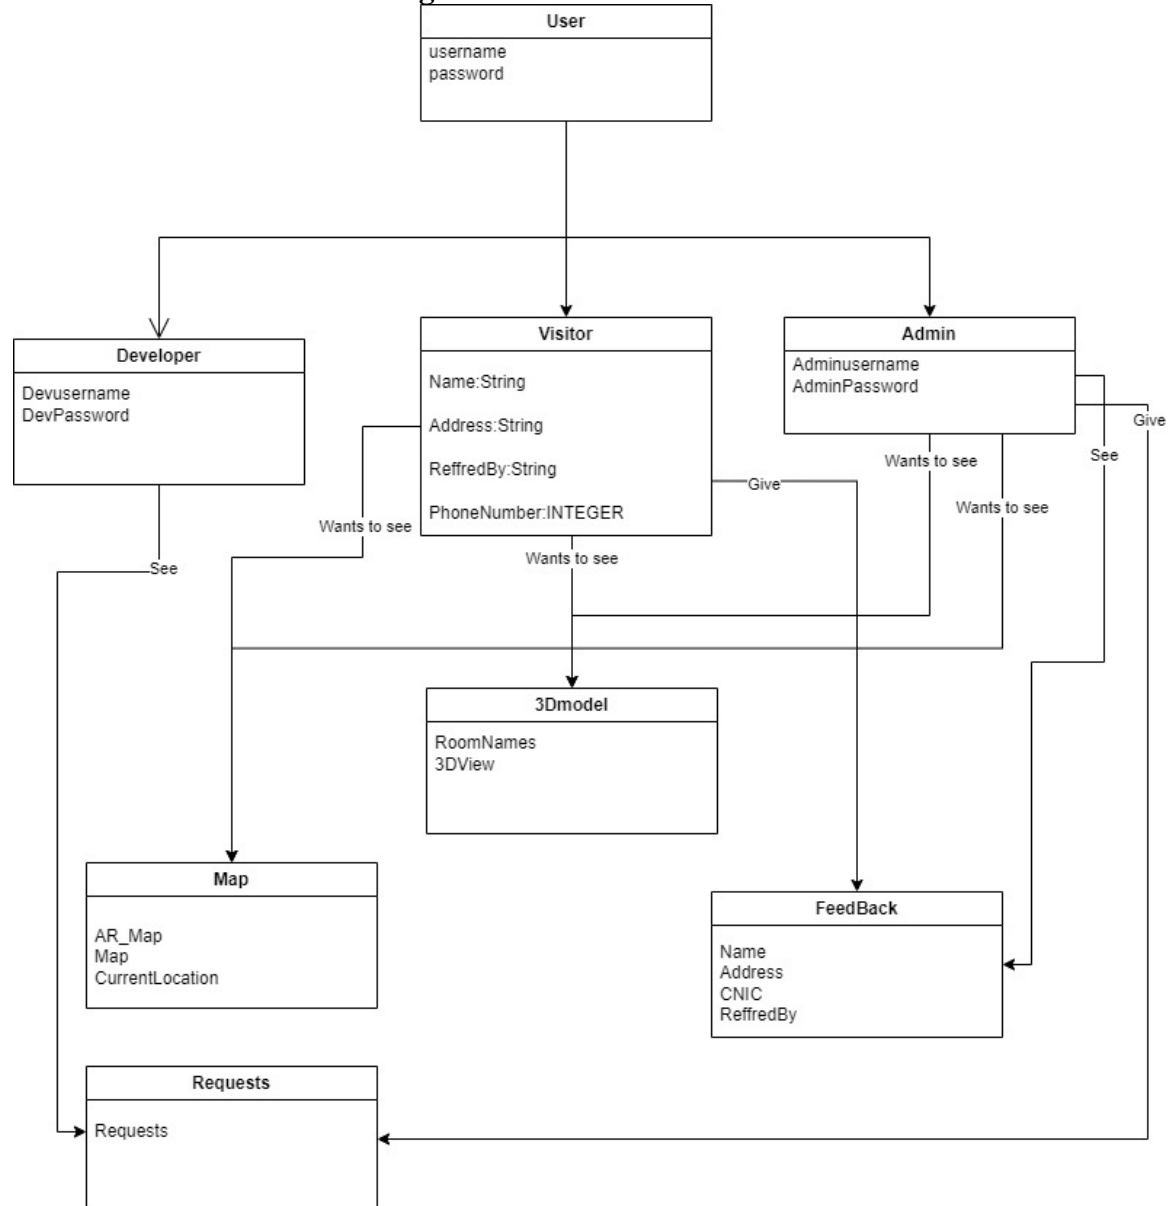 g
User
username
password
Developer
Devusername
DevPassword
Visitor
Name:String
Address:String
ReffredBy:String
PhoneNumber:INTEGER
Admin
Adminusername
AdminPassword
Give
See
Wants to see
Wants to see
Give
Wants to see
Wants to see
See
3Dmodel
RoomNames
3DView
Map
AR_Map
Map
CurrentLocation
FeedBack
Name
Address
CNIC
ReffredBy
Requests
Requests